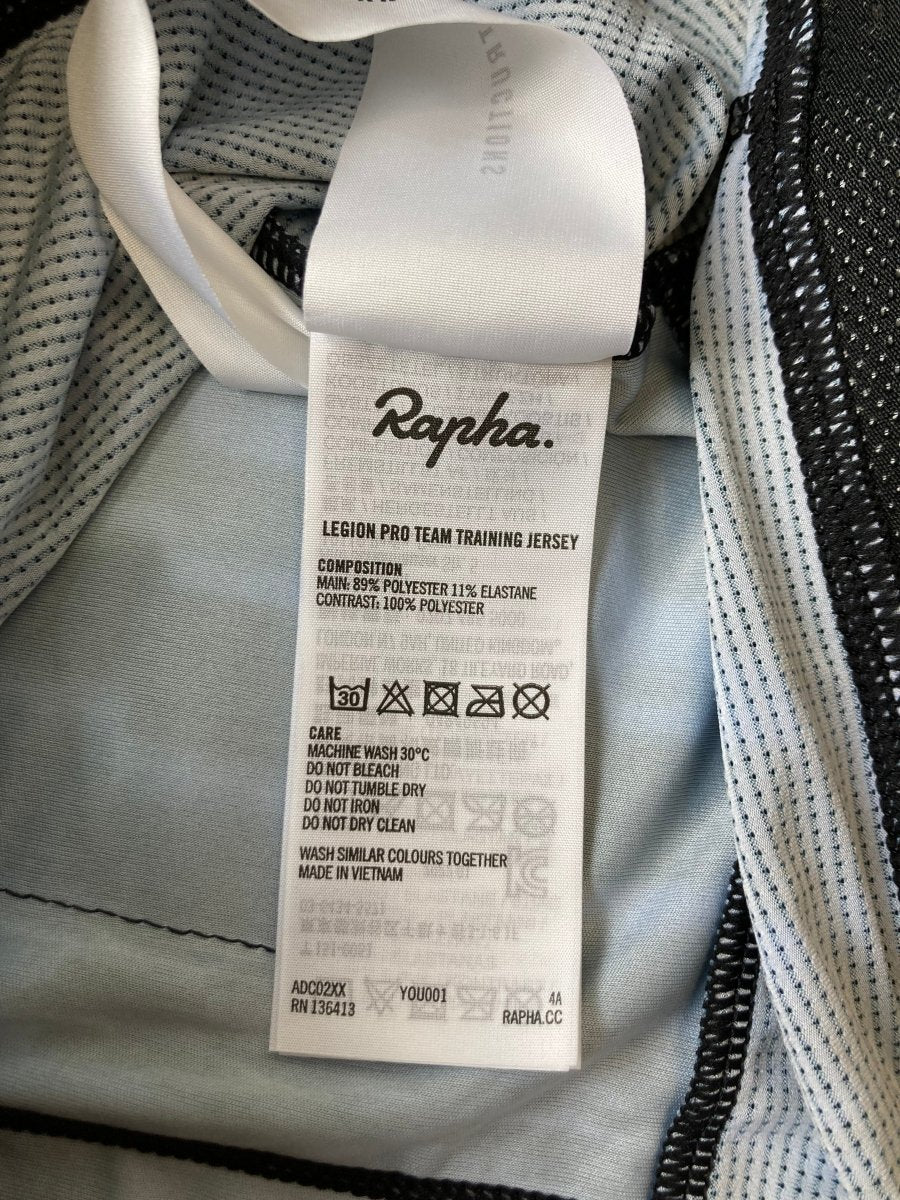 Rapha.
LEGION PRO TEAM TRAINING JERSEY
COMPOSITION
MAIN: 89% POLYESTER 11% ELASTANE
CONTRAST: 100% POLYESTER
30
CARE
MACHINE WASH 30°C
DO NOT BLEACH
DO NOT TUMBLE DRY
DO NOT IRON
DO NOT DRY CLEAN
WASH SIMILAR COLOURS TOGETHER
MADE IN VIETNAM
ADC02XX YOU001 4A
RN 136413 RAPHA.CC